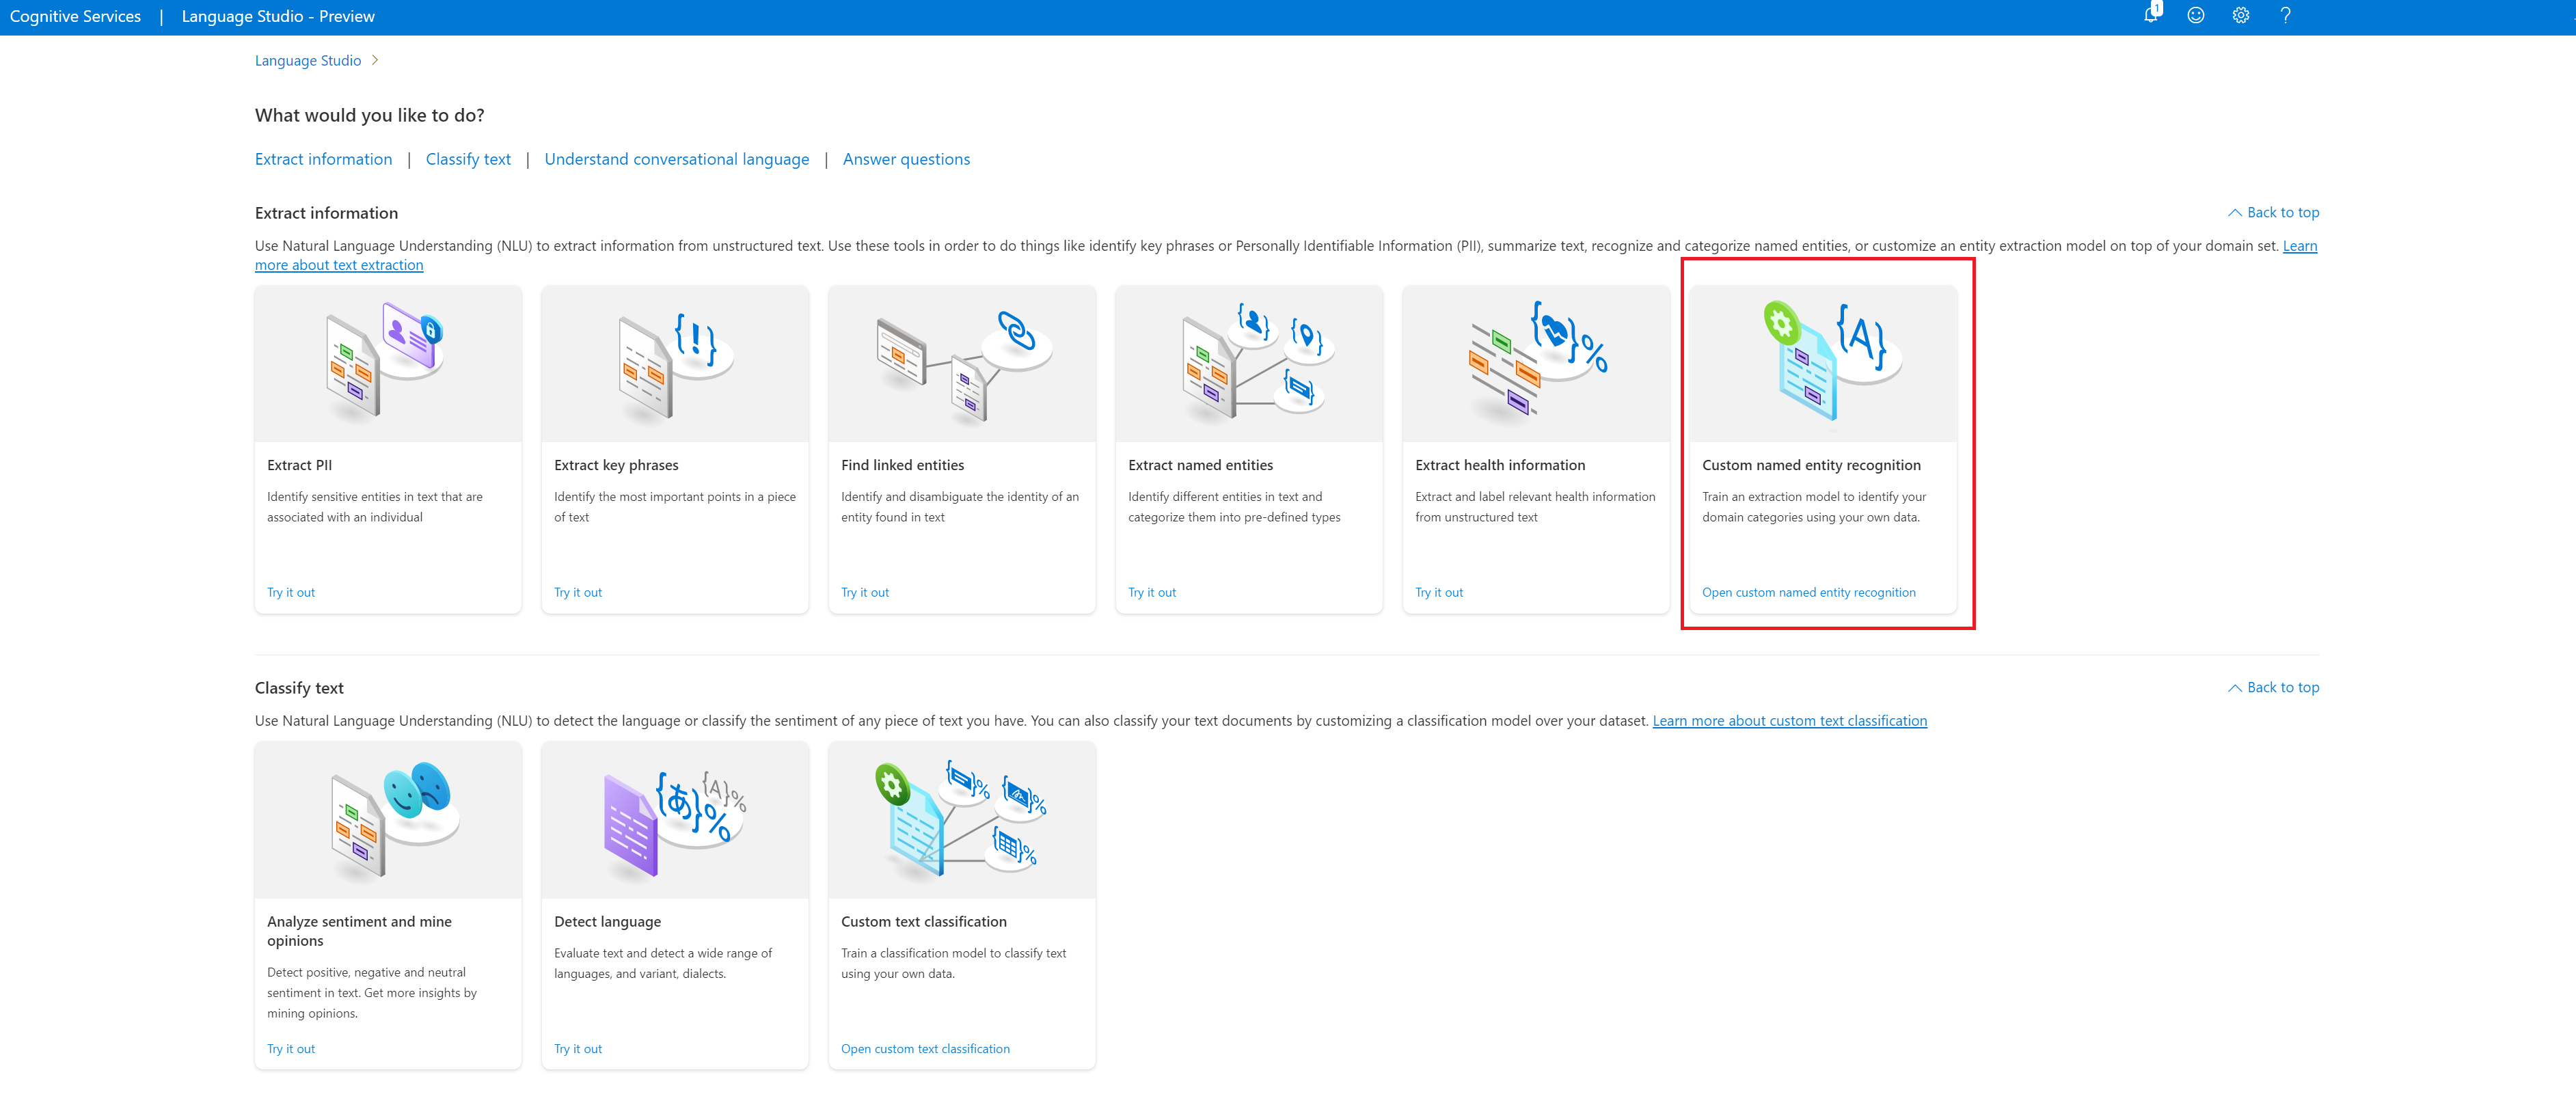 Cognitive Services | Language Studio - Preview
1
Language Studio
What would you like to do?
Extract information | Classify text | Understand conversational language | Answer questions
Extract information
Back to top
Use Natural Language Understanding (NLU) to extract information from unstructured text. Use these tools in order to do things like identify key phrases or Personally Identifiable Information (PII), summarize text, recognize and categorize named entities, or customize an entity extraction model on top of your domain set. Learn
more about text extraction
{!}
{A}
%
Extract PII
Identify sensitive entities in text that are
associated with an individual
Try it out
Extract key phrases
Identify the most important points in a piece
of text
Try it out
Find linked entities
Identify and disambiguate the identity of an
entity found in text
Try it out
Extract named entities
Identify different entities in text and
categorize them into pre-defined types
Try it out
Extract health information
Extract and label relevant health information
from unstructured text
Try it out
Custom named entity recognition
Train an extraction model to identify your
domain categories using your own data.
Open custom named entity recognition
Classify text
Back to top
Use Natural Language Understanding (NLU) to detect the language or classify the sentiment of any piece of text you have. You can also classify your text documents by customizing a classification model over your dataset. Learn more about custom text classification
{あ}%
{A}%
Analyze sentiment and mine
opinions
Detect positive, negative and neutral
sentiment in text. Get more insights by
mining opinions.
Try it out
Detect language
Evaluate text and detect a wide range of
languages, and variant, dialects.
Try it out
Custom text classification
Train a classification model to classify text
using your own data.
Open custom text classification